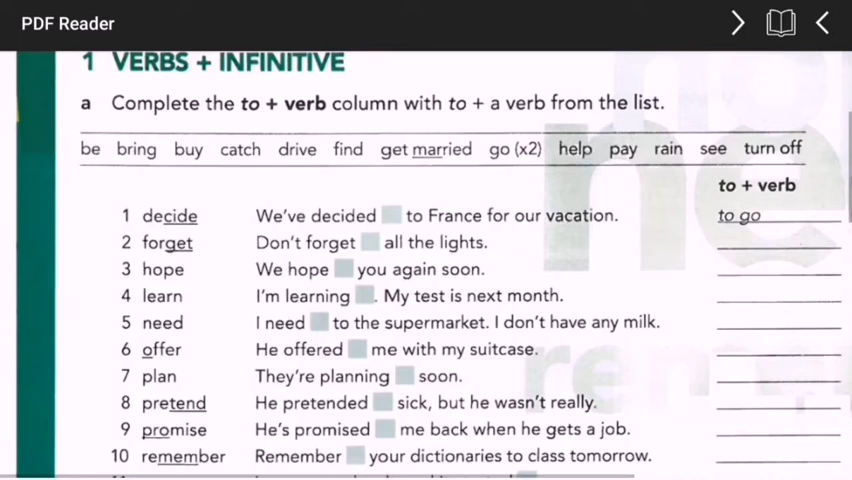 PDF Reader
1 VERBS + INFINITIVE
a Complete the to + verb column with to + a verb from the list.
be bring buy catch drive find get married go (x2) help pay rain see turn off
to + verb
1 decide We've decided to France for our vacation. to go
2 forget Don't forget all the lights.
3 hope We hope you again soon.
4 learn I'm learning . My test is next month.
5 need I need to the supermarket. I don't have any milk.
6 offer He offered me with my suitcase.
7 plan They're planning soon.
8 pretend He pretended sick, but he wasn't really.
9 promise He's promised me back when he gets a job.
10 remember Remember your dictionaries to class tomorrow.